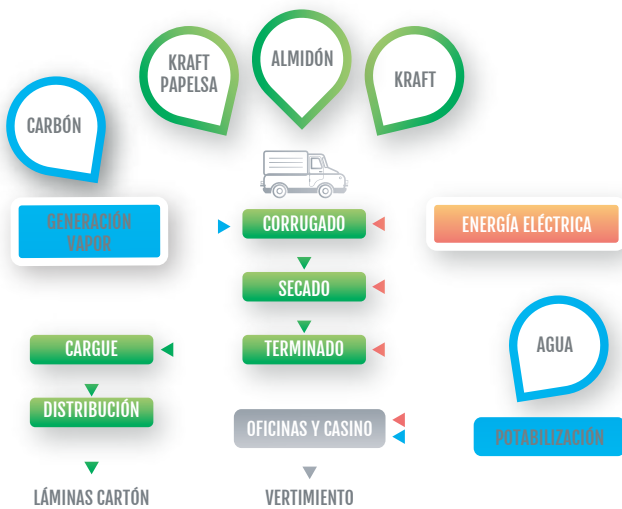 KRAFT
PAPELSA
ALMIDÓN
KRAFT
CARBÓN
GENERACIÓN
VAPOR
CORRUGADO
ENERGÍA ELÉCTRICA
SECADO
CARGUE
TERMINADO
AGUA
DISTRIBUCIÓN
OFICINAS Y CASINO
POTABILIZACIÓN
LÁMINAS CARTÓN
VERTIMIENTO